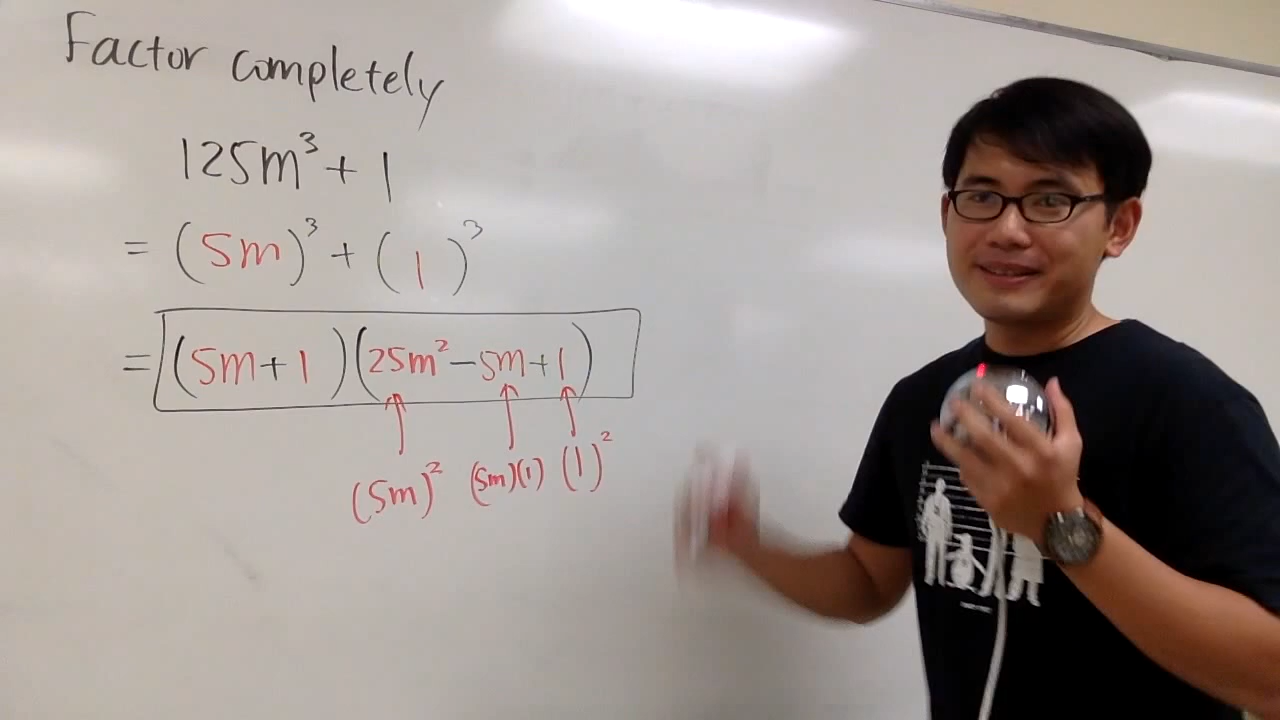 Factor completely
125m³ + 1
= (5m)³ + (1)³
= (5m+1)(25m²-5m+1)
(5m)² (5m)(1) (1)²